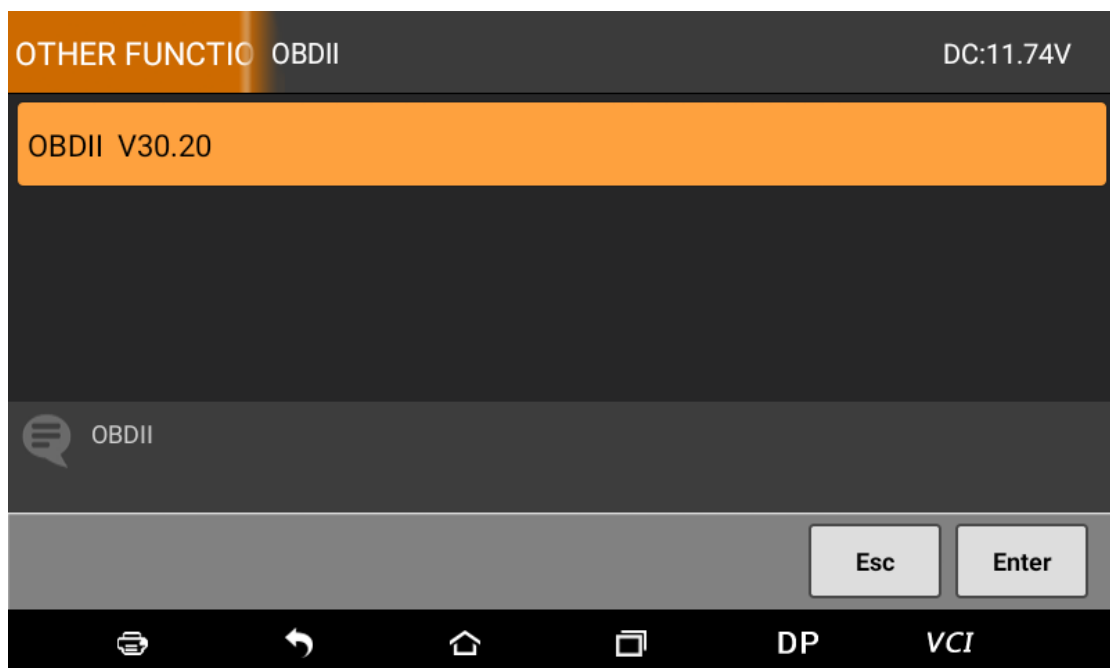 OTHER FUNCTIO OBDII DC:11.74V
OBDII V30.20
OBDII
Esc Enter
DP VCI